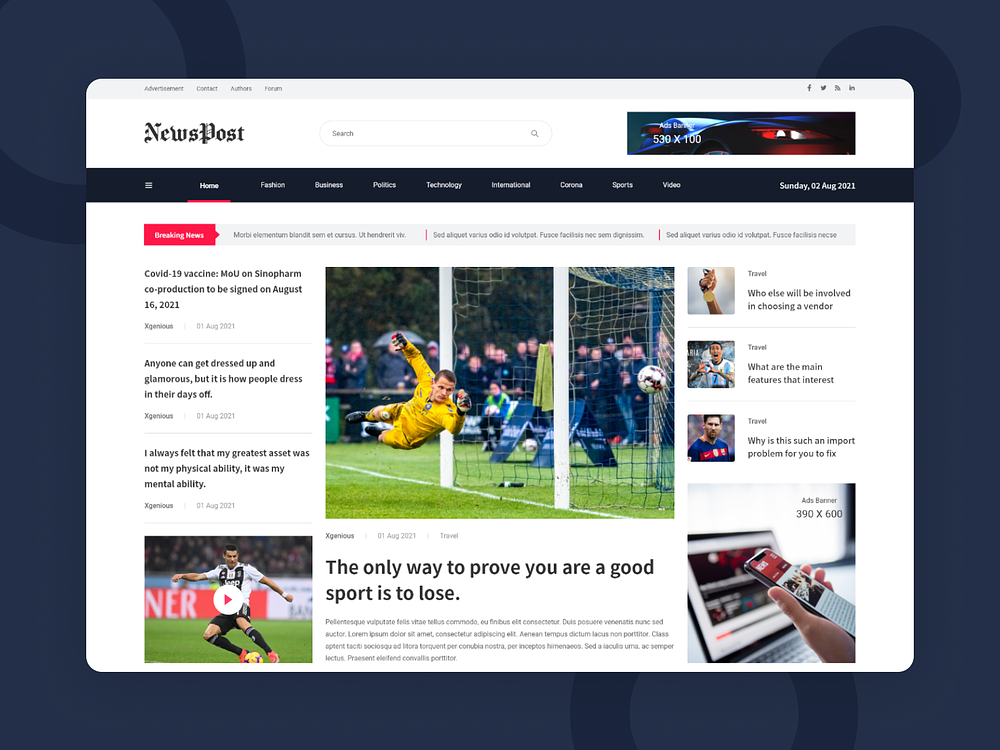 Advertisement Contact Authors Forum
NewsPost
Search
Ads Banner
530 X 100
Home Fashion Business Politics Technology International Corona Sports Video Sunday, 02 Aug 2021
Breaking News Morbi elementum blandit sem et cursus. Ut hendrerit viv. Sed aliquet varius odio id volutpat. Fusce facilisis nec sem dignissim. Sed aliquet varius odio id volutpat. Fusce facilisis necse
Covid-19 vaccine: MoU on Sinopharm
co-production to be signed on August
16, 2021
Xgenious 01 Aug 2021
Anyone can get dressed up and
glamorous, but it is how people dress
in their days off.
Xgenious 01 Aug 2021
I always felt that my greatest asset was
not my physical ability, it was my
mental ability.
Xgenious 01 Aug 2021
NER
Jeep
Xgenious 01 Aug 2021 Travel
The only way to prove you are a good
sport is to lose.
Pellentesque vulputate felis vitae tellus commodo, eu finibus elit consectetur. Duis posuere venenatis nunc sed
auctor. Lorem ipsum dolor sit amet, consectetur adipiscing elit. Aenean tempus dictum lacus non porttitor. Class
aptent taciti sociosqu ad litora torquent per conubia nostra, per inceptos himenaeos. Sed a iaculis urna, ac semper
lectus. Praesent eleifend convallis porttitor.
Travel
Who else will be involved
in choosing a vendor
ARIA
Travel
What are the main
features that interest
Travel
Why is this such an import
problem for you to fix
Ads Banner
390 X 600
NEWS